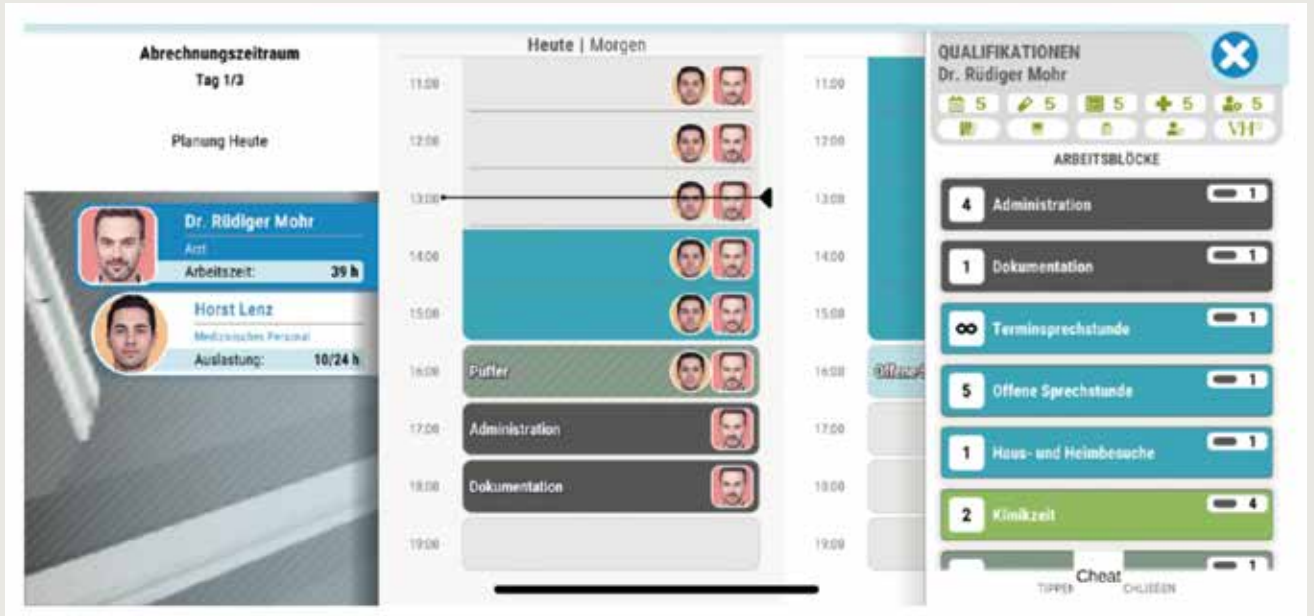 Abrechnungszeitraum
Tag 1/3
Planung Heute
Dr. Rüdiger Mohr
Arzt
Arbeitszeit: 39 h
Horst Lenz
Medizinisches Personal
Auslastung: 10/24 h
Heute | Morgen
11:00
12:00
13:00
14:00
15:00
16:00 Puffer
17:00 Administration
18:00 Dokumentation
19:00
11:00
12:00
13:00
14:00
15:00
16:00 Offene
17:00
18:00
19:00
QUALIFIKATIONEN
Dr. Rüdiger Mohr
5 5 5 5 5
VH
ARBEITSBLÖCKE
4 Administration 1
1 Dokumentation 1
∞ Terminsprechstunde 1
5 Offene Sprechstunde 1
1 Haus- und Heimbesuche 1
2 Klinikzeit 4
1
Cheat